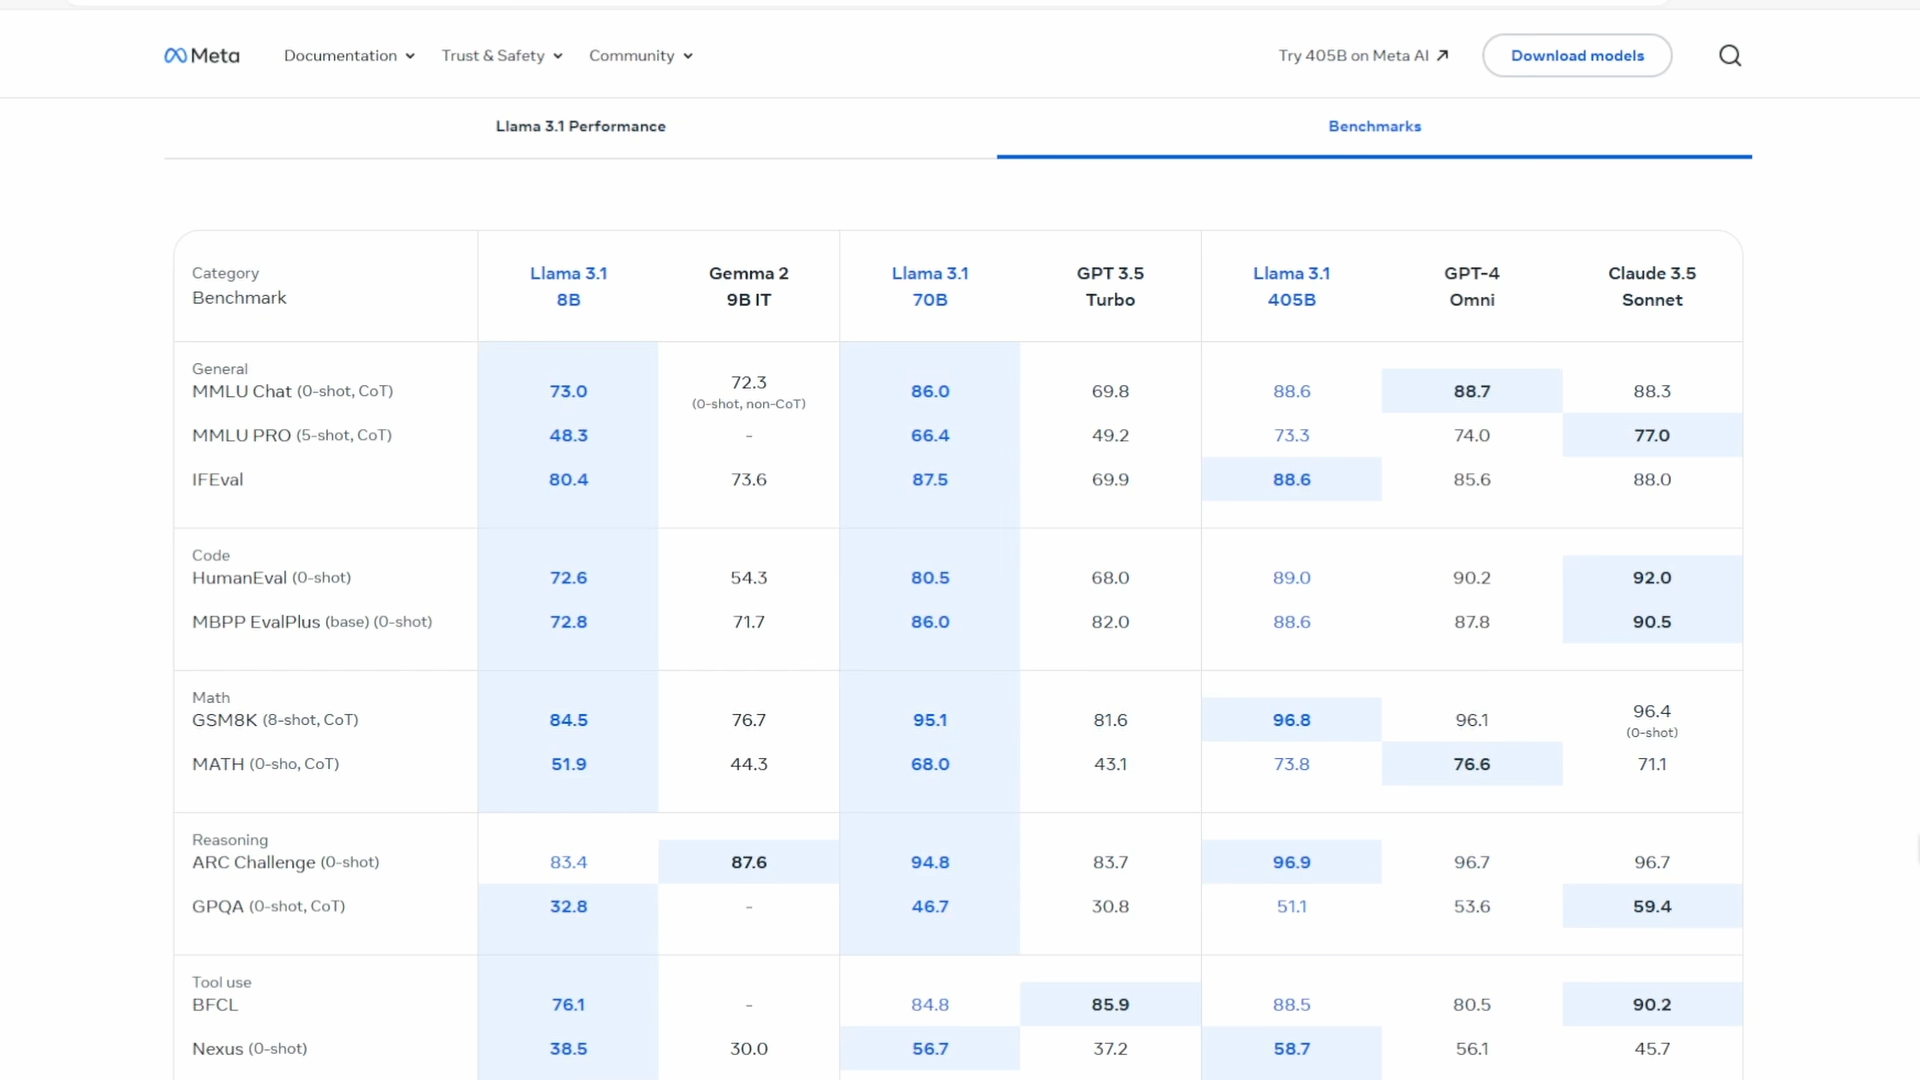 Meta Documentation Trust & Safety Community Try 405B on Meta AI Download models
Llama 3.1 Performance Benchmarks
Category
Benchmark
Llama 3.1
8B
Gemma 2
9B IT
Llama 3.1
70B
GPT 3.5
Turbo
Llama 3.1
405B
GPT-4
Omni
Claude 3.5
Sonnet
General
MMLU Chat (0-shot, CoT) 73.0 72.3 (0-shot, non-CoT) 86.0 69.8 88.6 88.7 88.3
MMLU PRO (5-shot, CoT) 48.3 - 66.4 49.2 73.3 74.0 77.0
IFEval 80.4 73.6 87.5 69.9 88.6 85.6 88.0
Code
HumanEval (0-shot) 72.6 54.3 80.5 68.0 89.0 90.2 92.0
MBPP EvalPlus (base) (0-shot) 72.8 71.7 86.0 82.0 88.6 87.8 90.5
Math
GSM8K (8-shot, CoT) 84.5 76.7 95.1 81.6 96.8 96.1 96.4 (0-shot)
MATH (0-sho, CoT) 51.9 44.3 68.0 43.1 73.8 76.6 71.1
Reasoning
ARC Challenge (0-shot) 83.4 87.6 94.8 83.7 96.9 96.7 96.7
GPQA (0-shot, CoT) 32.8 - 46.7 30.8 51.1 53.6 59.4
Tool use
BFCL 76.1 - 84.8 85.9 88.5 80.5 90.2
Nexus (0-shot) 38.5 30.0 56.7 37.2 58.7 56.1 45.7